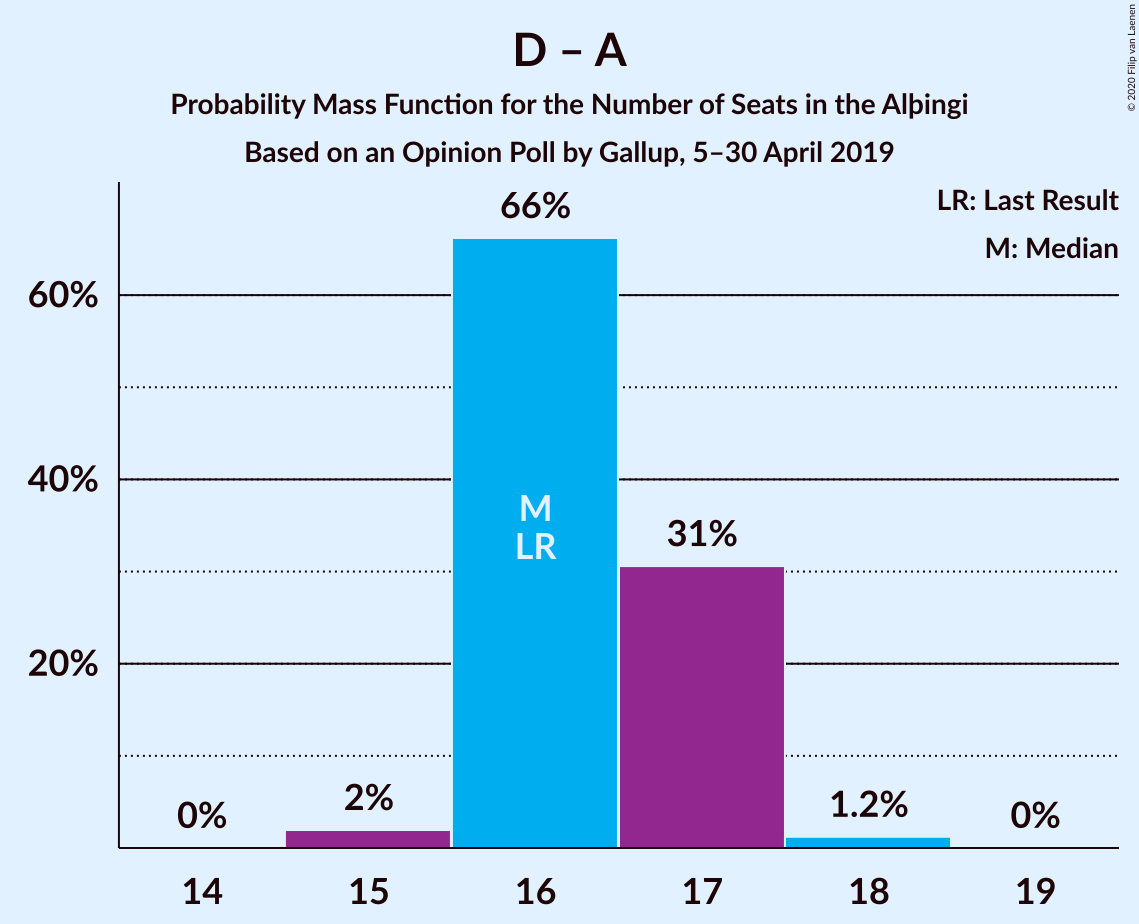 D – A
Probability Mass Function for the Number of Seats in the Alþingi
Based on an Opinion Poll by Gallup, 5–30 April 2019
© 2020 Filip van Laenen
LR: Last Result
M: Median
60%
40%
20%
0%
2%
66%
M
LR
31%
1.2%
0%
14
15
16
17
18
19